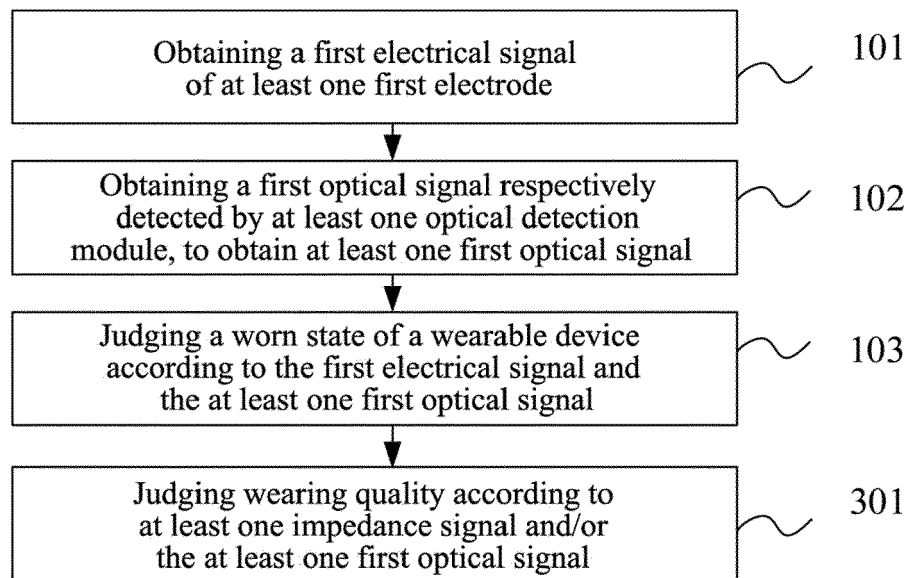 Obtaining a first electrical signal
of at least one first electrode
101
Obtaining a first optical signal respectively
detected by at least one optical detection
module, to obtain at least one first optical signal
102
Judging a worn state of a wearable device
according to the first electrical signal and
the at least one first optical signal
103
Judging wearing quality according to
at least one impedance signal and/or
the at least one first optical signal
301